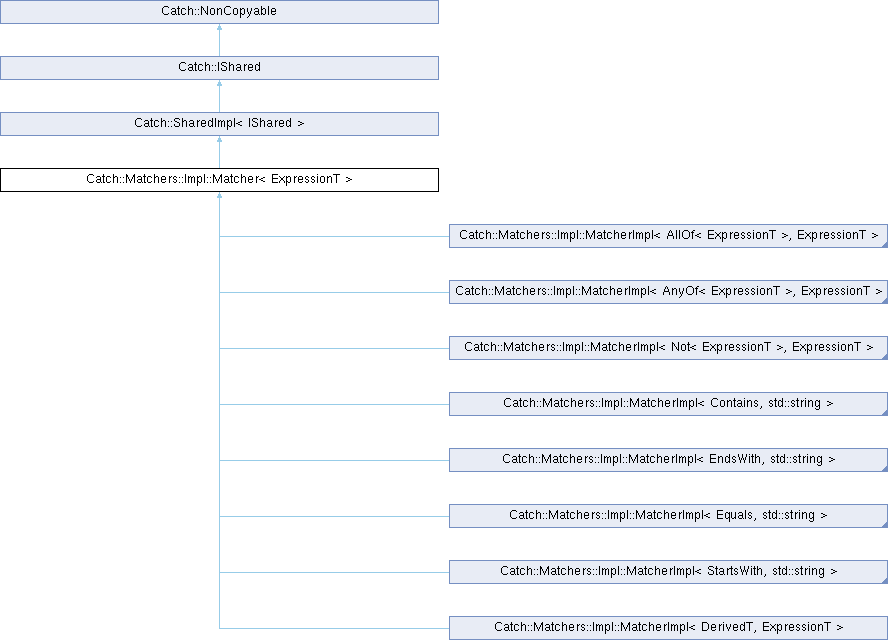 Catch::NonCopyable
Catch::IShared
Catch::SharedImpl< IShared >
Catch::Matchers::Impl::Matcher< ExpressionT >
Catch::Matchers::Impl::MatcherImpl< AllOf< ExpressionT >, ExpressionT >
Catch::Matchers::Impl::MatcherImpl< AnyOf< ExpressionT >, ExpressionT >
Catch::Matchers::Impl::MatcherImpl< Not< ExpressionT >, ExpressionT >
Catch::Matchers::Impl::MatcherImpl< Contains, std::string >
Catch::Matchers::Impl::MatcherImpl< EndsWith, std::string >
Catch::Matchers::Impl::MatcherImpl< Equals, std::string >
Catch::Matchers::Impl::MatcherImpl< StartsWith, std::string >
Catch::Matchers::Impl::MatcherImpl< DerivedT, ExpressionT >